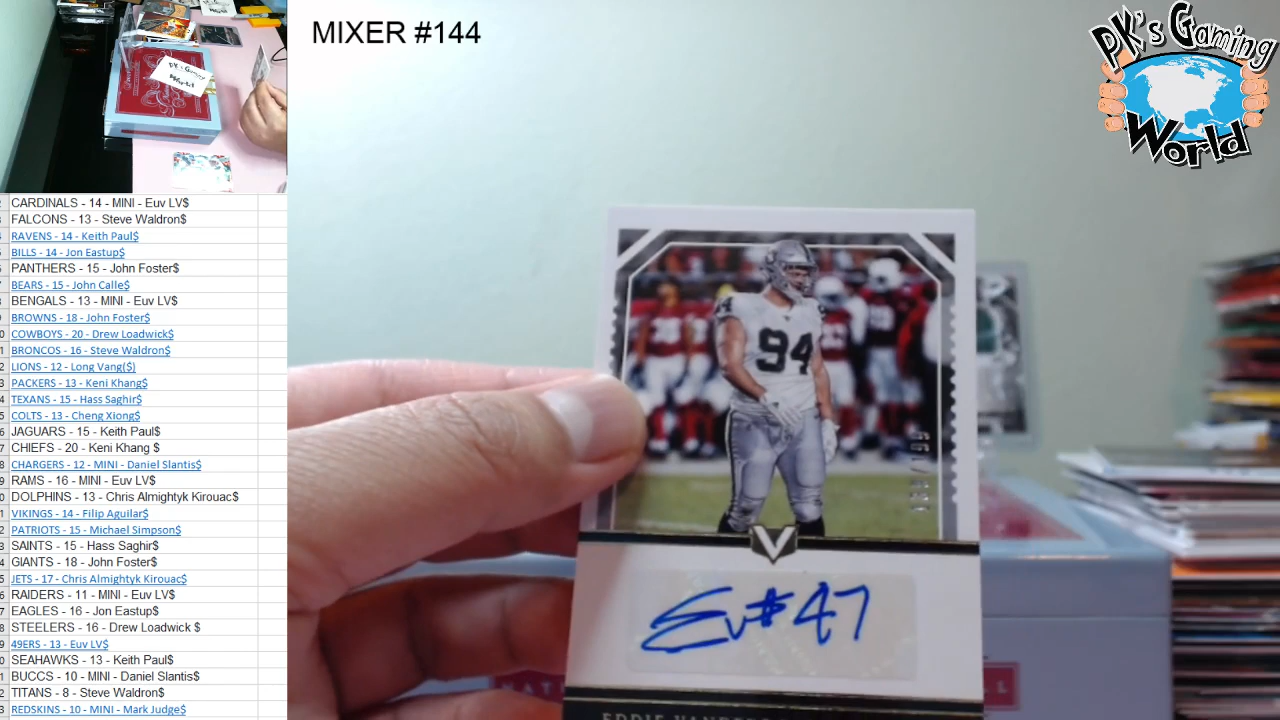 MIXER #144
PK's Gaming World
PK's Gaming World
CARDINALS - 14 - MINI - Euv LV$
FALCONS - 13 - Steve Waldron$
RAVENS - 14 - Keith Paul$
BILLS - 14 - Jon Eastup$
PANTHERS - 15 - John Foster$
BEARS - 15 - John Calle$
BENGALS - 13 - MINI - Euv LV$
BROWNS - 18 - John Foster$
COWBOYS - 20 - Drew Loadwick$
BRONCOS - 16 - Steve Waldron$
LIONS - 12 - Long Vang($)
PACKERS - 13 - Keni Khang$
TEXANS - 15 - Hass Saghir$
COLTS - 13 - Cheng Xiong$
JAGUARS - 15 - Keith Paul$
CHIEFS - 20 - Keni Khang $
CHARGERS - 12 - MINI - Daniel Slantis$
RAMS - 16 - MINI - Euv LV$
DOLPHINS - 13 - Chris Almightyk Kirouac$
VIKINGS - 14 - Filip Aguilar$
PATRIOTS - 15 - Michael Simpson$
SAINTS - 15 - Hass Saghir$
GIANTS - 18 - John Foster$
JETS - 17 - Chris Almightyk Kirouac$
RAIDERS - 11 - MINI - Euv LV$
EAGLES - 16 - Jon Eastup$
STEELERS - 16 - Drew Loadwick $
49ERS - 13 - Euv LV$
SEAHAWKS - 13 - Keith Paul$
BUCCS - 10 - MINI - Daniel Slantis$
TITANS - 8 - Steve Waldron$
REDSKINS - 10 - MINI - Mark Judge$
94
V
Ev#47
EDDIE